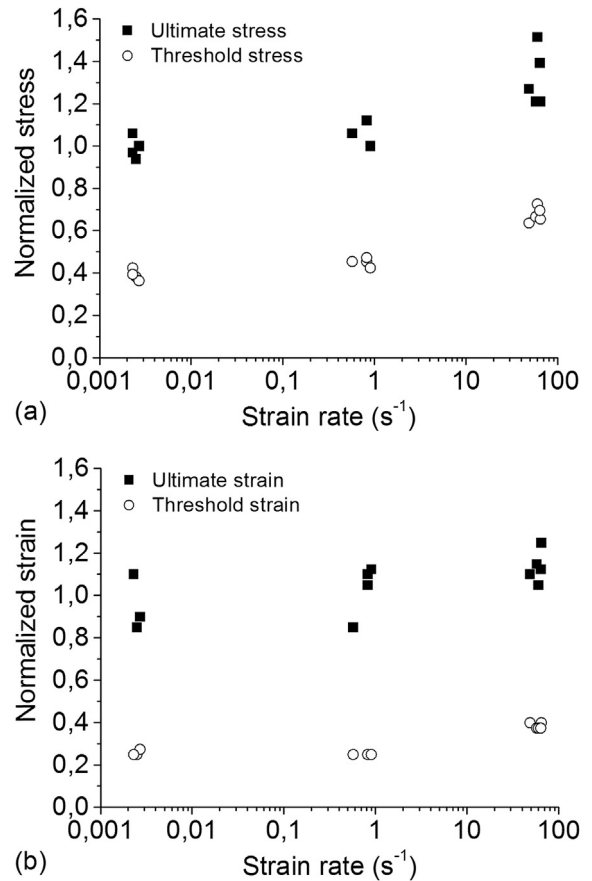 1,6
1,4
1,2
1,0
0,8
0,6
0,4
0,2
0,0
Normalized stress
Ultimate stress
Threshold stress
0,001 0,01 0,1 1 10 100
(a) Strain rate (s⁻¹)
1,6
1,4
1,2
1,0
0,8
0,6
0,4
0,2
0,0
Normalized strain
Ultimate strain
Threshold strain
0,001 0,01 0,1 1 10 100
(b) Strain rate (s⁻¹)